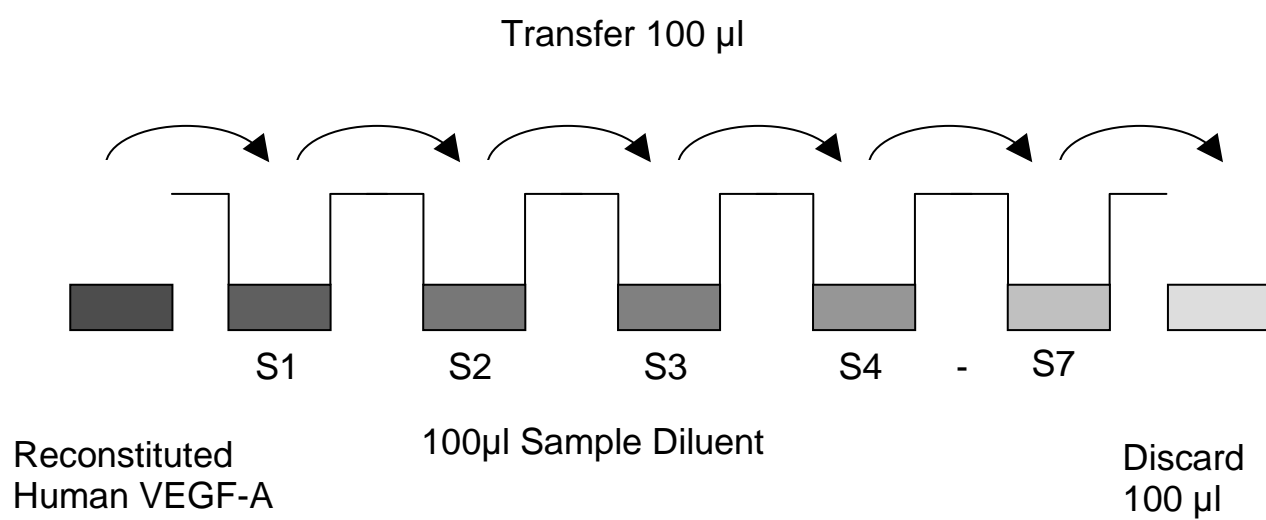 Transfer 100 µl
S1 S2 S3 S4 - S7
Reconstituted
Human VEGF-A
100µl Sample Diluent
Discard
100 µl